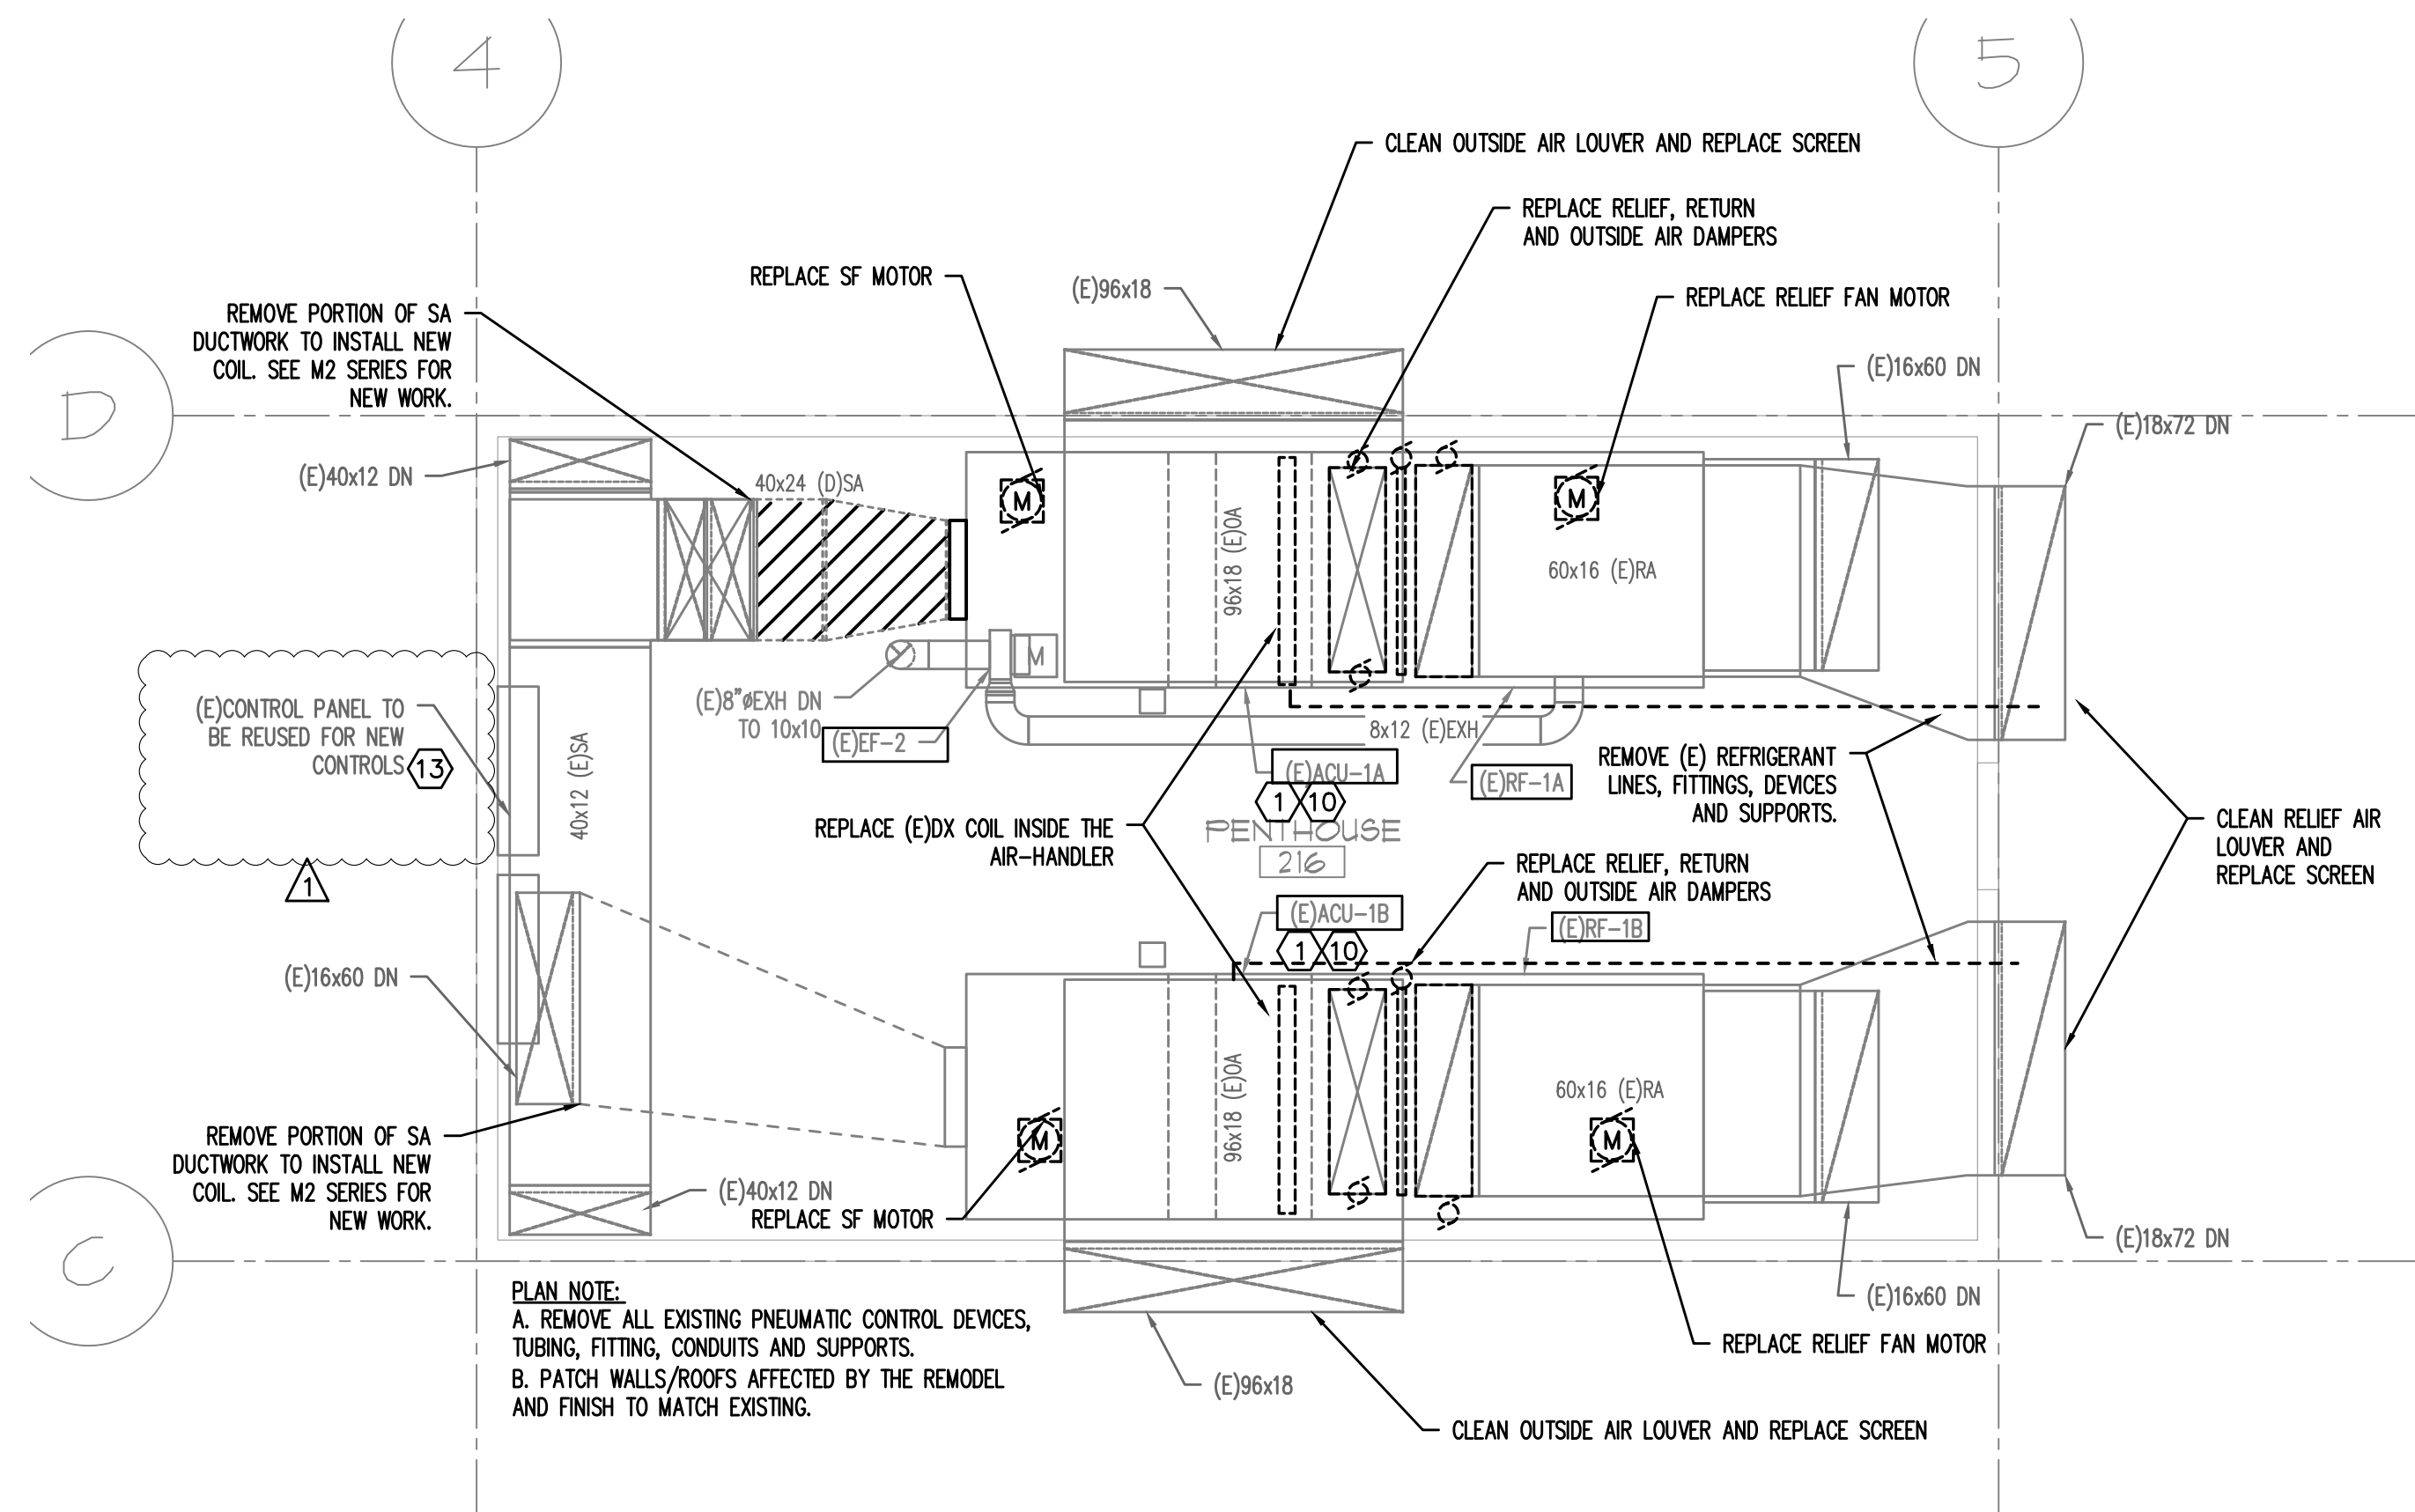 4
5
CLEAN OUTSIDE AIR LOUVER AND REPLACE SCREEN
REPLACE RELIEF, RETURN
AND OUTSIDE AIR DAMPERS
REPLACE SF MOTOR
(E)96x18
REPLACE RELIEF FAN MOTOR
REMOVE PORTION OF SA
DUCTWORK TO INSTALL NEW
COIL. SEE M2 SERIES FOR
NEW WORK.
(E)16x60 DN
D
(E)18x72 DN
(E)40x12 DN
40x24 (D)SA
M
M
96x18 (E)OA
60x16 (E)RA
M
(E)8"øEXH DN
TO 10x10
(E)EF-2
8x12 (E)EXH
(E)CONTROL PANEL TO
BE REUSED FOR NEW
CONTROLS
13
1
40x12 (E)SA
(E)ACU-1A
1
10
(E)RF-1A
REMOVE (E) REFRIGERANT
LINES, FITTINGS, DEVICES
AND SUPPORTS.
REPLACE (E)DX COIL INSIDE THE
AIR-HANDLER
PENTHOUSE
216
CLEAN RELIEF AIR
LOUVER AND
REPLACE SCREEN
REPLACE RELIEF, RETURN
AND OUTSIDE AIR DAMPERS
(E)ACU-1B
1
10
(E)RF-1B
(E)16x60 DN
96x18 (E)OA
60x16 (E)RA
M
M
REMOVE PORTION OF SA
DUCTWORK TO INSTALL NEW
COIL. SEE M2 SERIES FOR
NEW WORK.
(E)40x12 DN
REPLACE SF MOTOR
C
(E)18x72 DN
(E)16x60 DN
PLAN NOTE:
A. REMOVE ALL EXISTING PNEUMATIC CONTROL DEVICES,
TUBING, FITTING, CONDUITS AND SUPPORTS.
B. PATCH WALLS/ROOFS AFFECTED BY THE REMODEL
AND FINISH TO MATCH EXISTING.
REPLACE RELIEF FAN MOTOR
(E)96x18
CLEAN OUTSIDE AIR LOUVER AND REPLACE SCREEN